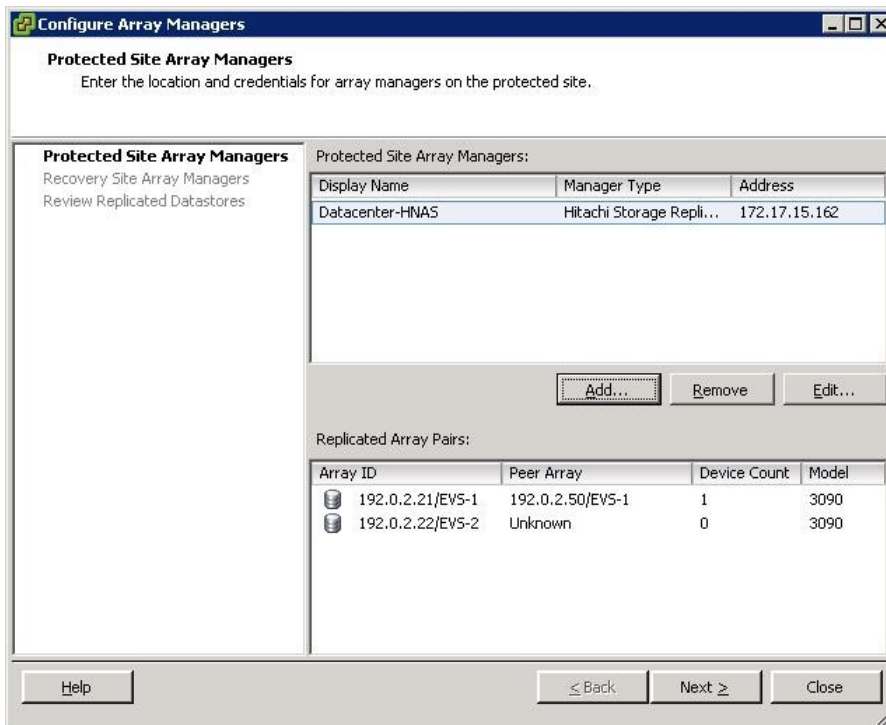 Configure Array Managers
Protected Site Array Managers
Enter the location and credentials for array managers on the protected site.
Protected Site Array Managers
Recovery Site Array Managers
Review Replicated Datastores
Protected Site Array Managers:
Display Name Manager Type Address
Datacenter-HNAS Hitachi Storage Repli... 172.17.15.162
Add... Remove Edit...
Replicated Array Pairs:
Array ID Peer Array Device Count Model
192.0.2.21/EVS-1 192.0.2.50/EVS-1 1 3090
192.0.2.22/EVS-2 Unknown 0 3090
Help < Back Next > Close